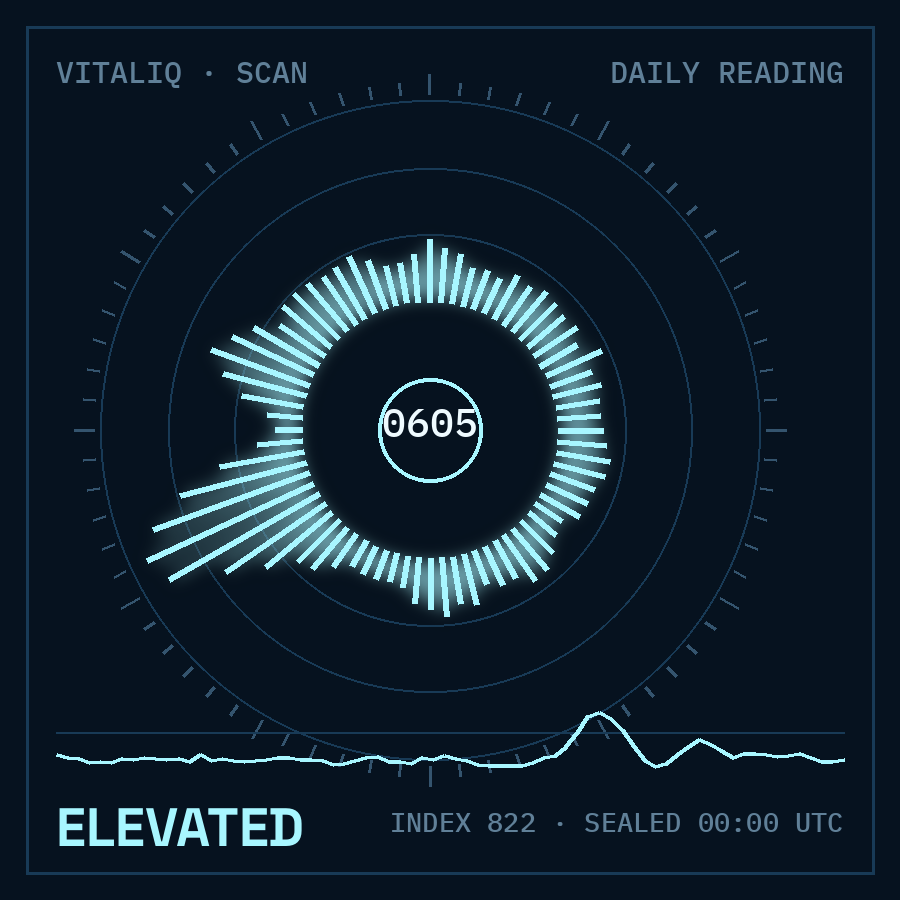 VITALIQ · SCAN
DAILY READING
0605
ELEVATED
INDEX 822 · SEALED 00:00 UTC